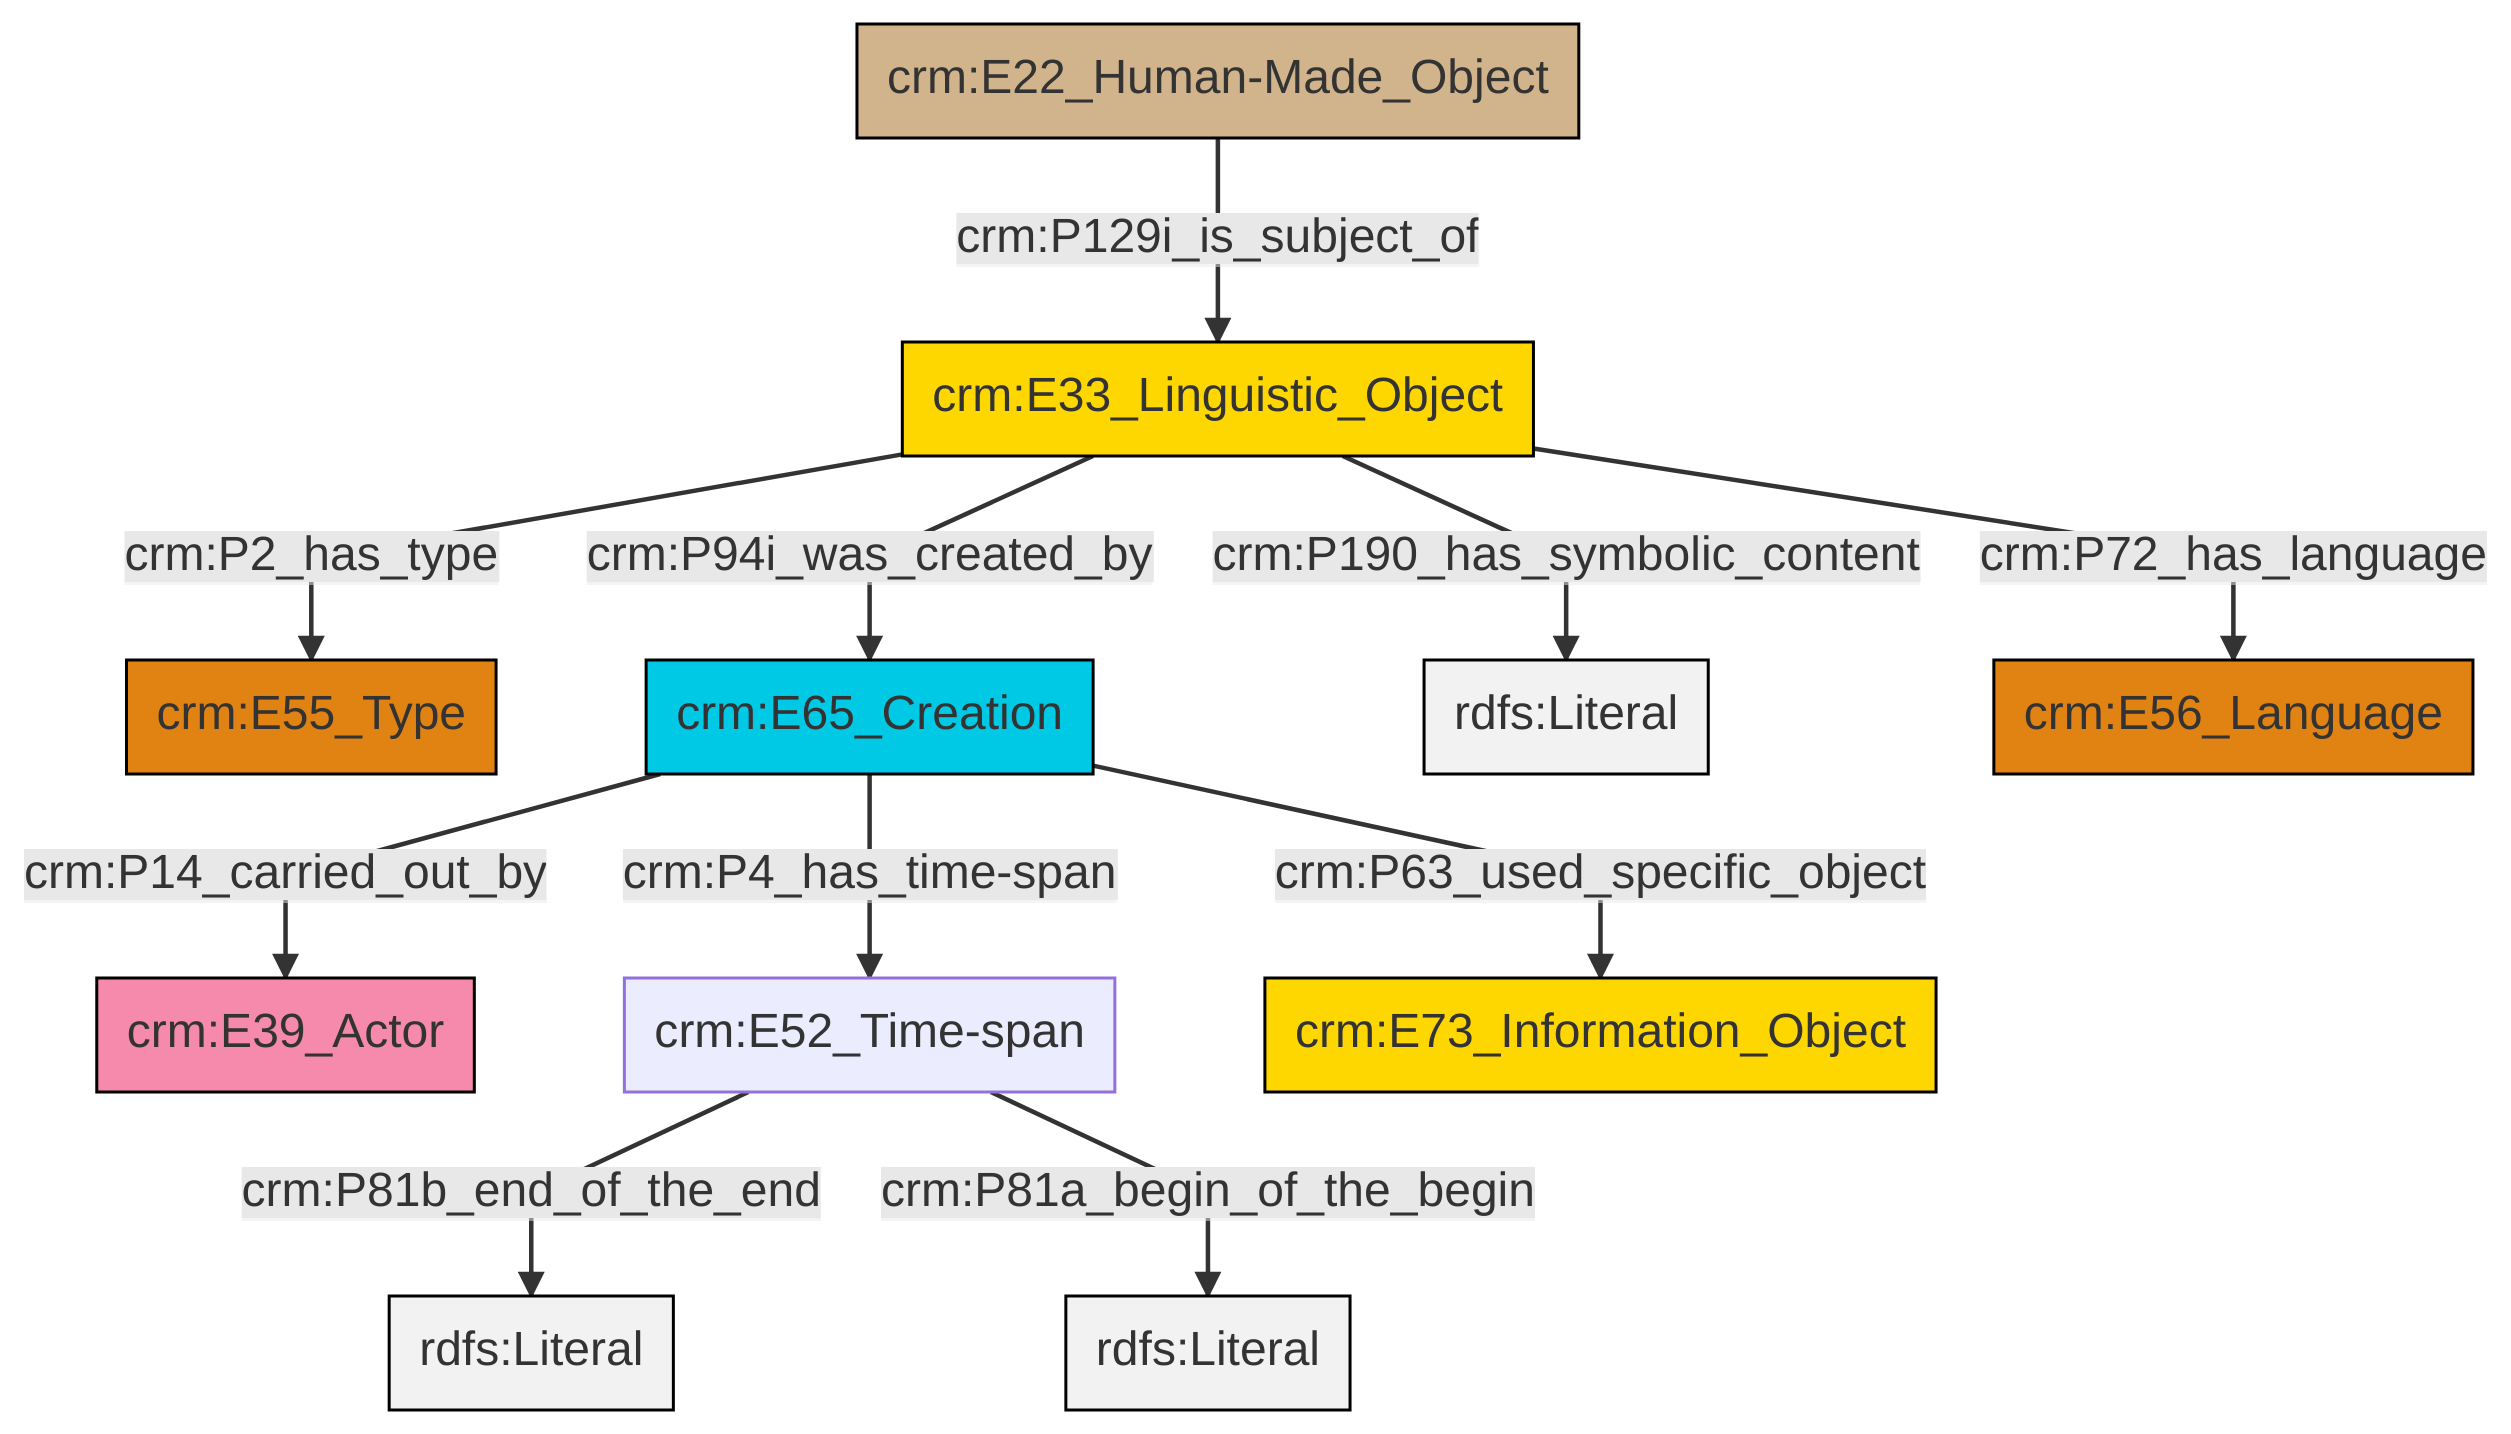 crm:E22_Human-Made_Object
crm:P129i_is_subject_of
crm:E33_Linguistic_Object
crm:P2_has_type
crm:P94i_was_created_by
crm:P190_has_symbolic_content
crm:P72_has_language
crm:E55_Type
crm:E65_Creation
rdfs:Literal
crm:E56_Language
crm:P14_carried_out_by
crm:P4_has_time-span
crm:P63_used_specific_object
crm:E39_Actor
crm:E52_Time-span
crm:E73_Information_Object
crm:P81b_end_of_the_end
crm:P81a_begin_of_the_begin
rdfs:Literal
rdfs:Literal